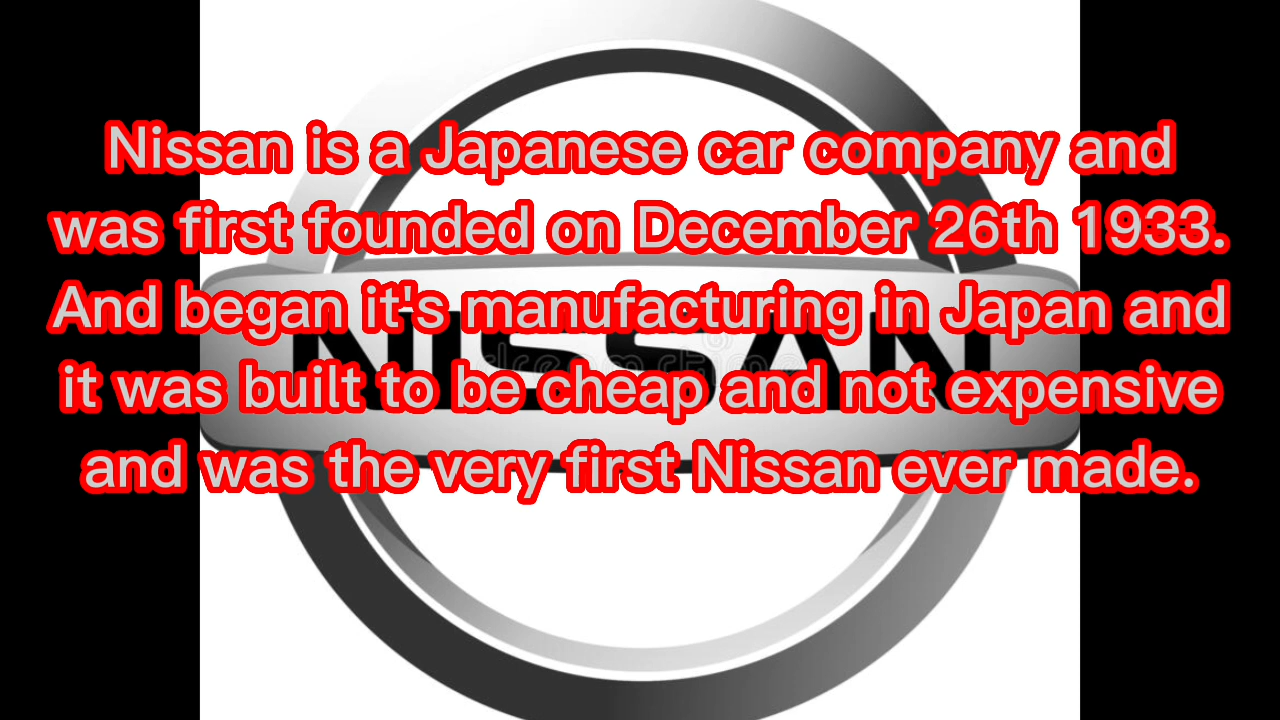 Nissan is a Japanese car company and
was first founded on December 26th 1933.
And began it's manufacturing in Japan and
NISSAN
it was built to be cheap and not expensive
and was the very first Nissan ever made.